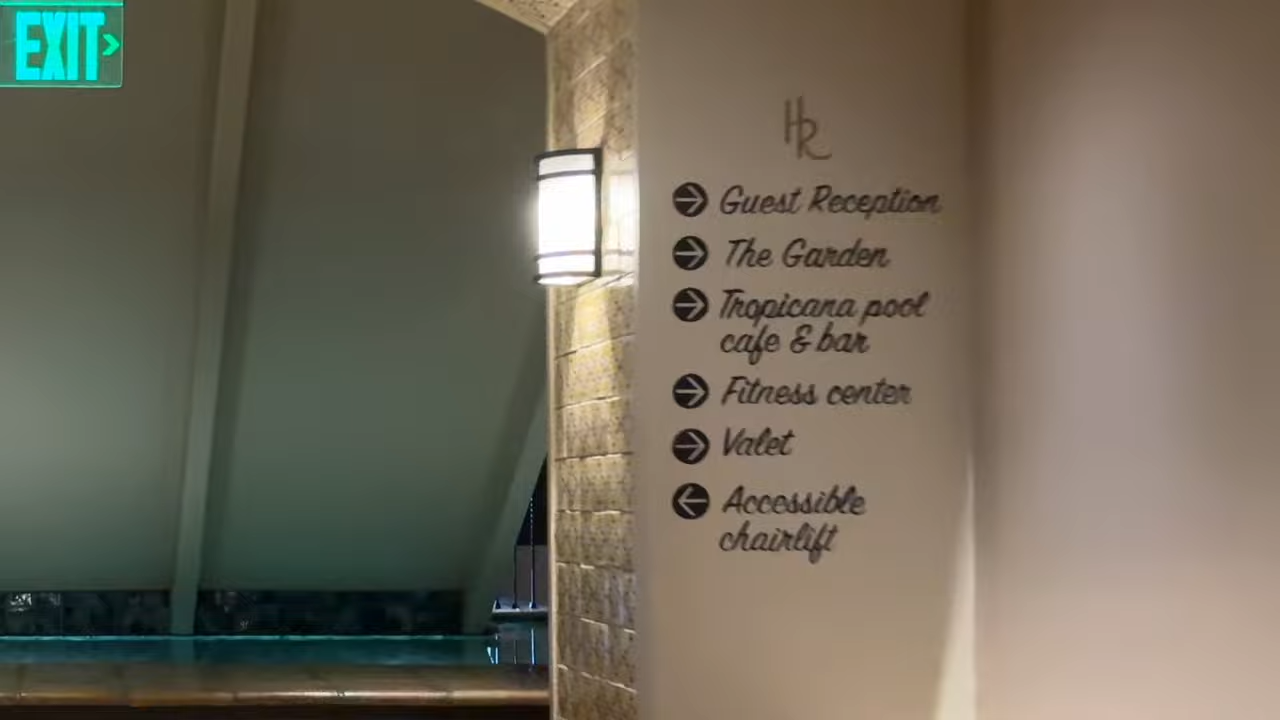 EXIT
HR
Guest Reception
The Garden
Tropicana pool
cafe & bar
Fitness center
Valet
Accessible
chairlift